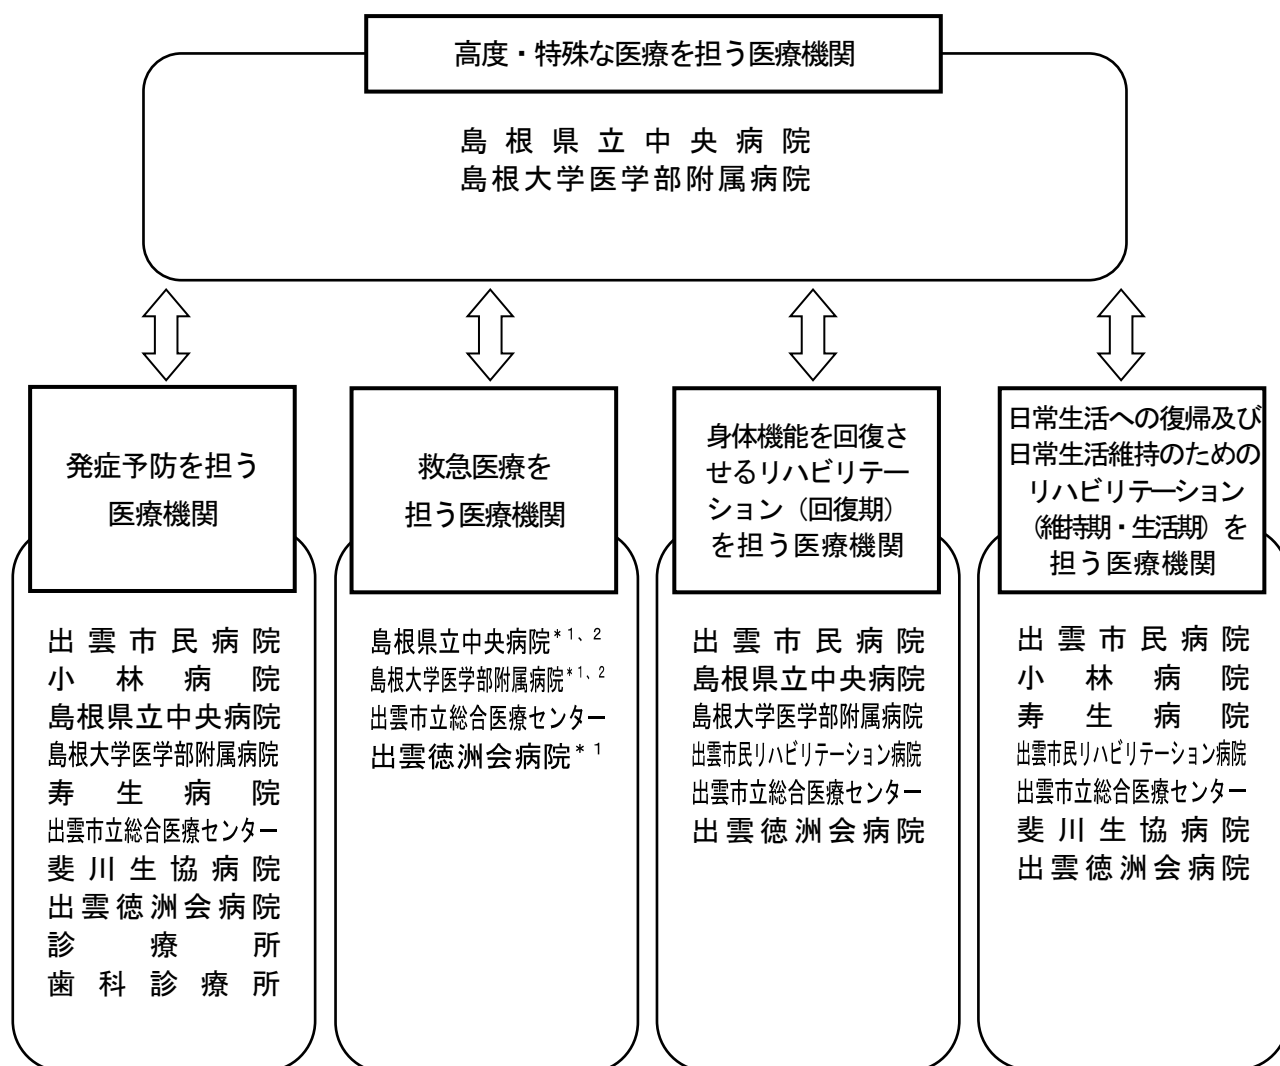 高度・特殊な医療を担う医療機関
島根県立中央病院
島根大学医学部附属病院
発症予防を担う
医療機関
出雲市民病院
小林病院
島根県立中央病院
島根大学医学部附属病院
寿生病院
出雲市立総合医療センター
斐川生協病院
出雲徳洲会病院
診療所
歯科診療所
救急医療を
担う医療機関
島根県立中央病院*1、2
島根大学医学部附属病院*1、2
出雲市立総合医療センター
出雲徳洲会病院*1
身体機能を回復さ
せるリハビリテー
ション（回復期）
を担う医療機関
出雲市民病院
島根県立中央病院
島根大学医学部附属病院
出雲市民リハビリテーション病院
出雲市立総合医療センター
出雲徳洲会病院
日常生活への復帰及び
日常生活維持のための
リハビリテーション
（維持期・生活期）を
担う医療機関
出雲市民病院
小林病院
寿生病院
出雲市民リハビリテーション病院
出雲市立総合医療センター
斐川生協病院
出雲徳洲会病院